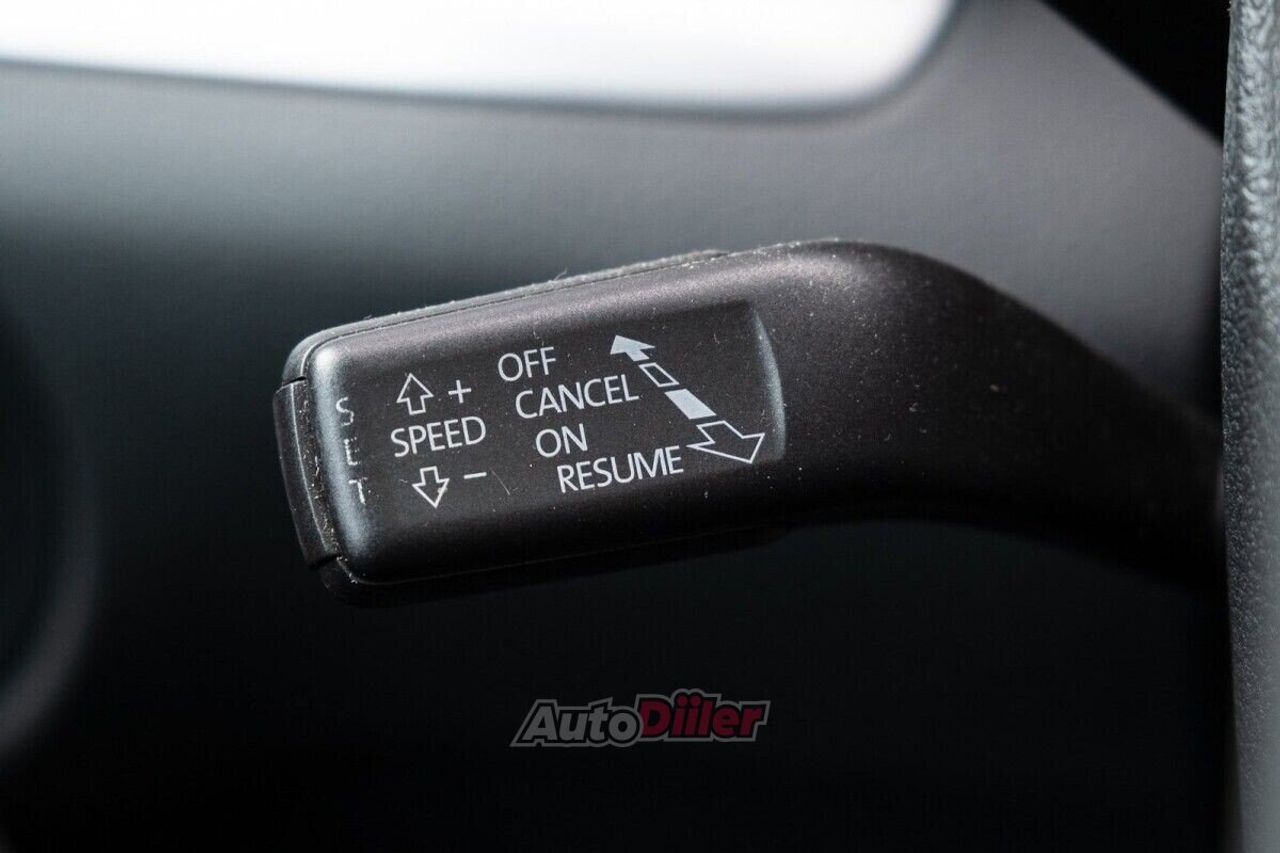 SET
+
SPEED
-
OFF
CANCEL
ON
RESUME
AutoDiiler